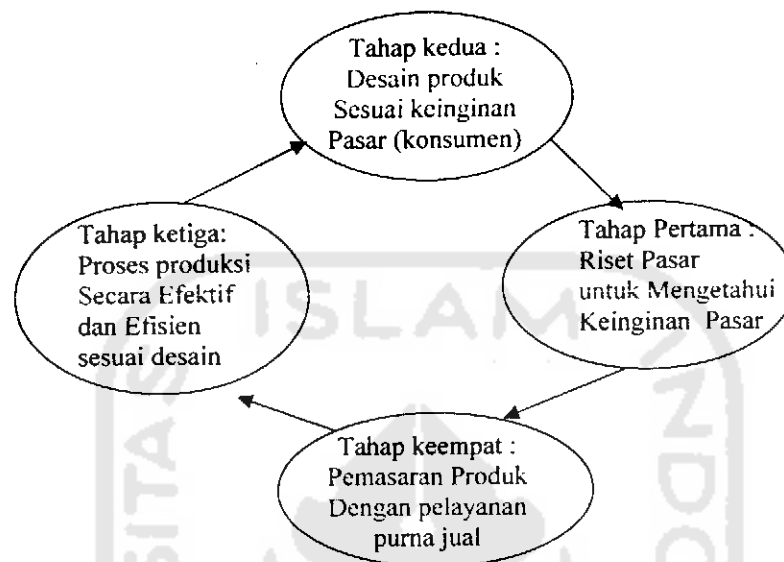 Tahap kedua :
Desain produk
Sesuai keinginan
Pasar (konsumen)
Tahap ketiga:
Proses produksi
Secara Efektif
dan Efisien
sesuai desain
Tahap Pertama :
Riset Pasar
untuk Mengetahui
Keinginan Pasar
Tahap keempat :
Pemasaran Produk
Dengan pelayanan
purna jual
ISLAM